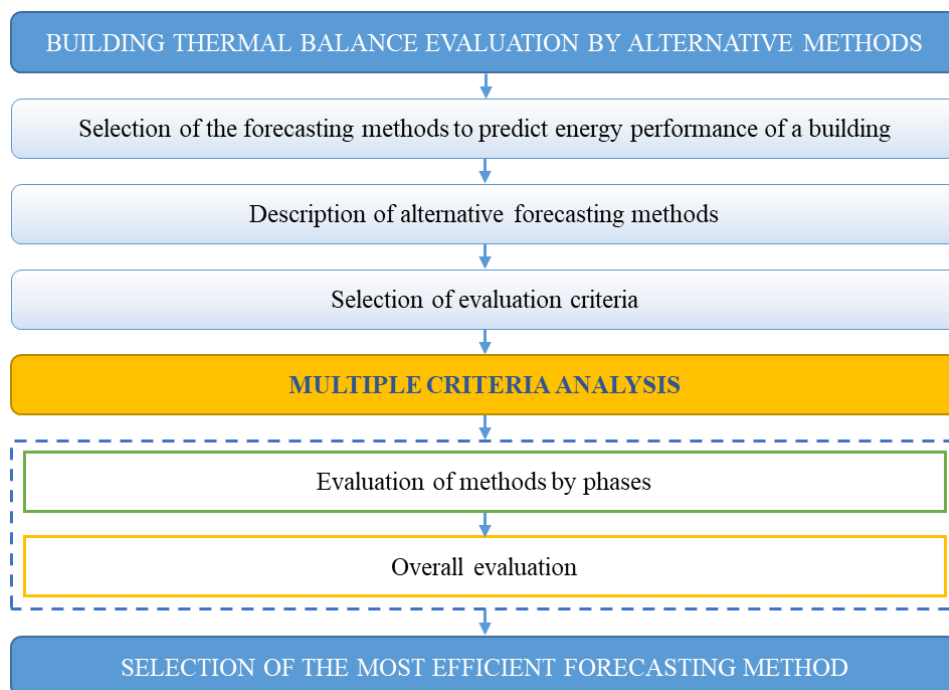 BUILDING THERMAL BALANCE EVALUATION BY ALTERNATIVE METHODS
Selection of the forecasting methods to predict energy performance of a building
Description of alternative forecasting methods
Selection of evaluation criteria
MULTIPLE CRITERIA ANALYSIS
Evaluation of methods by phases
Overall evaluation
SELECTION OF THE MOST EFFICIENT FORECASTING METHOD